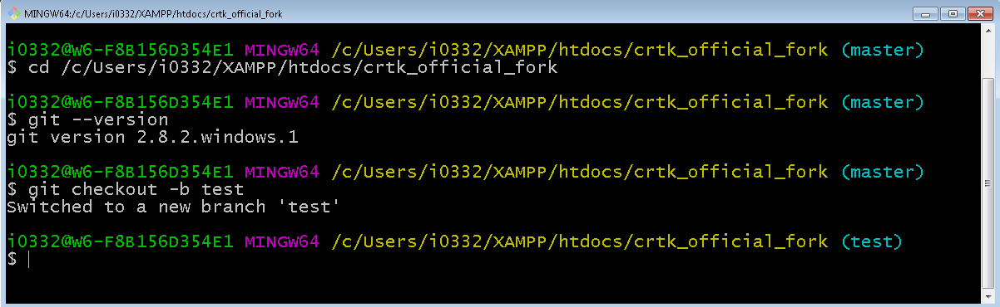 MINGW64:/c/Users/i0332/XAMPP/htdocs/crtk_official_fork
i0332@W6-F8B156D354E1 MINGW64 /c/Users/i0332/XAMPP/htdocs/crtk_official_fork (master)
$ cd /c/Users/i0332/XAMPP/htdocs/crtk_official_fork
i0332@W6-F8B156D354E1 MINGW64 /c/Users/i0332/XAMPP/htdocs/crtk_official_fork (master)
$ git --version
git version 2.8.2.windows.1
i0332@W6-F8B156D354E1 MINGW64 /c/Users/i0332/XAMPP/htdocs/crtk_official_fork (master)
$ git checkout -b test
Switched to a new branch 'test'
i0332@W6-F8B156D354E1 MINGW64 /c/Users/i0332/XAMPP/htdocs/crtk_official_fork (test)
$